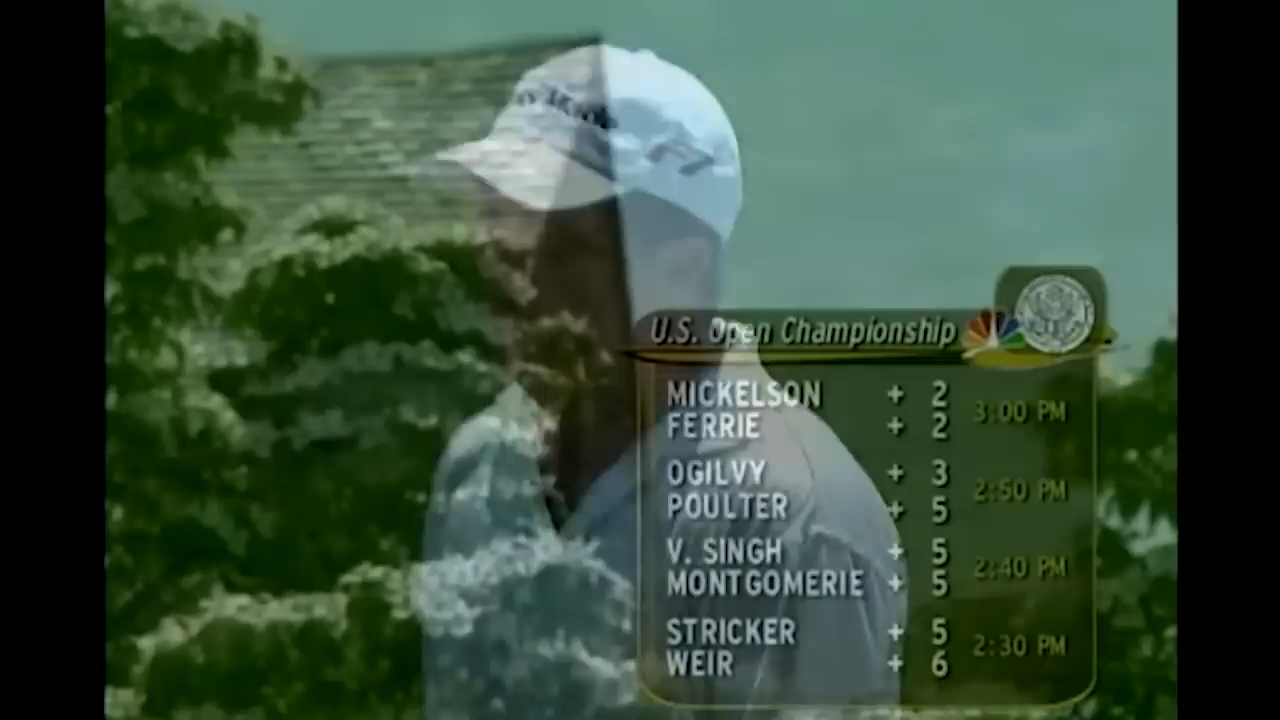 U.S. Open Championship
MICKELSON + 2
FERRIE + 2
3:00 PM
OGILVY + 3
POULTER + 5
2:50 PM
V. SINGH + 5
MONTGOMERIE + 5
2:40 PM
STRICKER + 5
WEIR + 6
2:30 PM